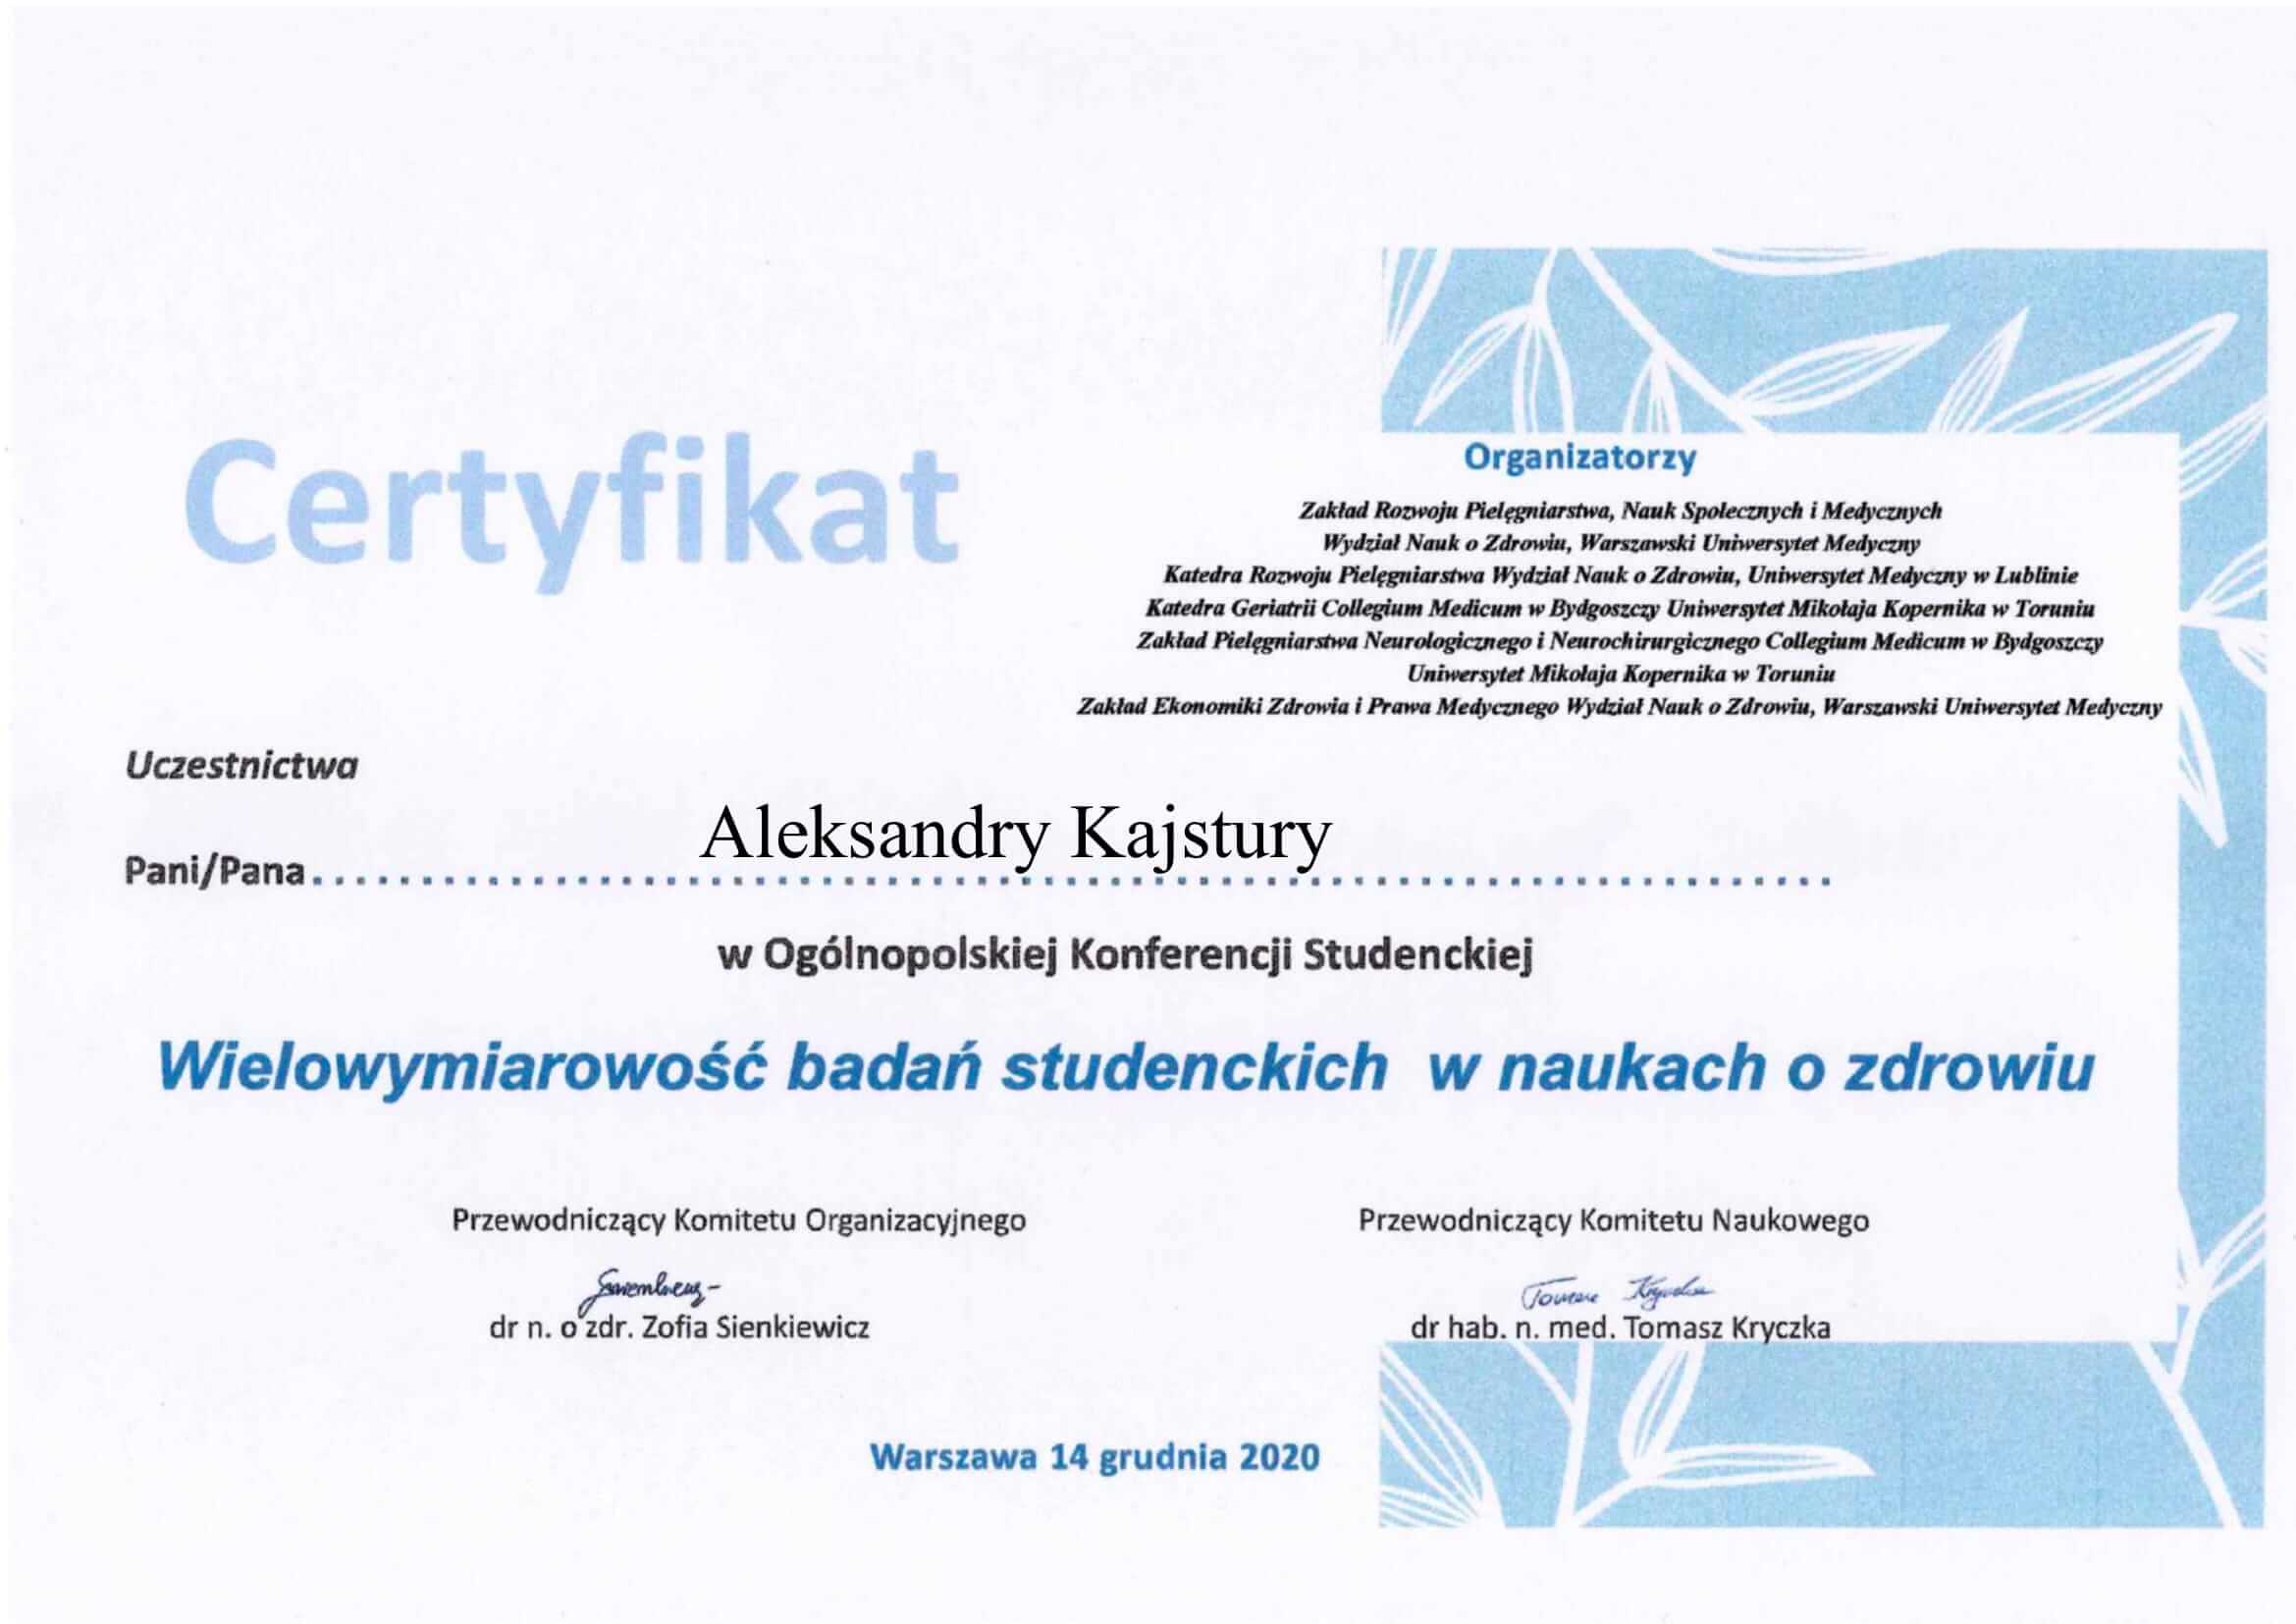 Certyfikat
Organizatorzy
Zakład Rozwoju Pielęgniarstwa, Nauk Społecznych i Medycznych
Wydział Nauk o Zdrowiu, Warszawski Uniwersytet Medyczny
Katedra Rozwoju Pielęgniarstwa Wydział Nauk o Zdrowiu, Uniwersytet Medyczny w Lublinie
Katedra Geriatrii Collegium Medicum w Bydgoszczy Uniwersytet Mikołaja Kopernika w Toruniu
Zakład Pielęgniarstwa Neurologicznego i Neurochirurgicznego Collegium Medicum w Bydgoszczy
Uniwersytet Mikołaja Kopernika w Toruniu
Zakład Ekonomiki Zdrowia i Prawa Medycznego Wydział Nauk o Zdrowiu, Warszawski Uniwersytet Medyczny
Uczestnictwa
Aleksandry Kajstury
Pani/Pana
w Ogólnopolskiej Konferencji Studenckiej
Wielowymiarowość badań studenckich w naukach o zdrowiu
Przewodniczący Komitetu Organizacyjnego
dr n. o zdr. Zofia Sienkiewicz
Przewodniczący Komitetu Naukowego
Tomasz Kryczka
dr hab. n. med. Tomasz Kryczka
Warszawa 14 grudnia 2020